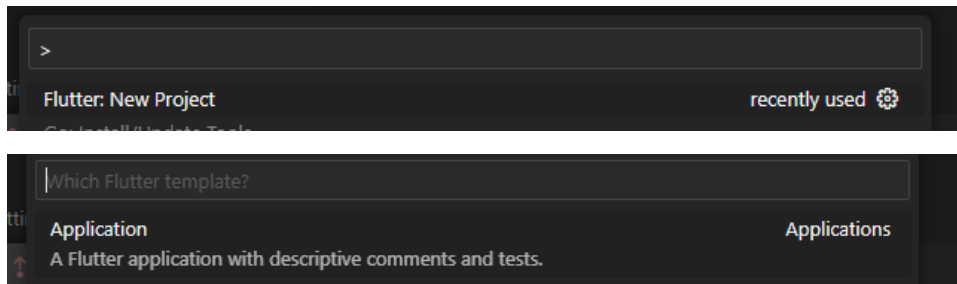 >
Flutter: New Project recently used
Which Flutter template?
Application Applications
A Flutter application with descriptive comments and tests.